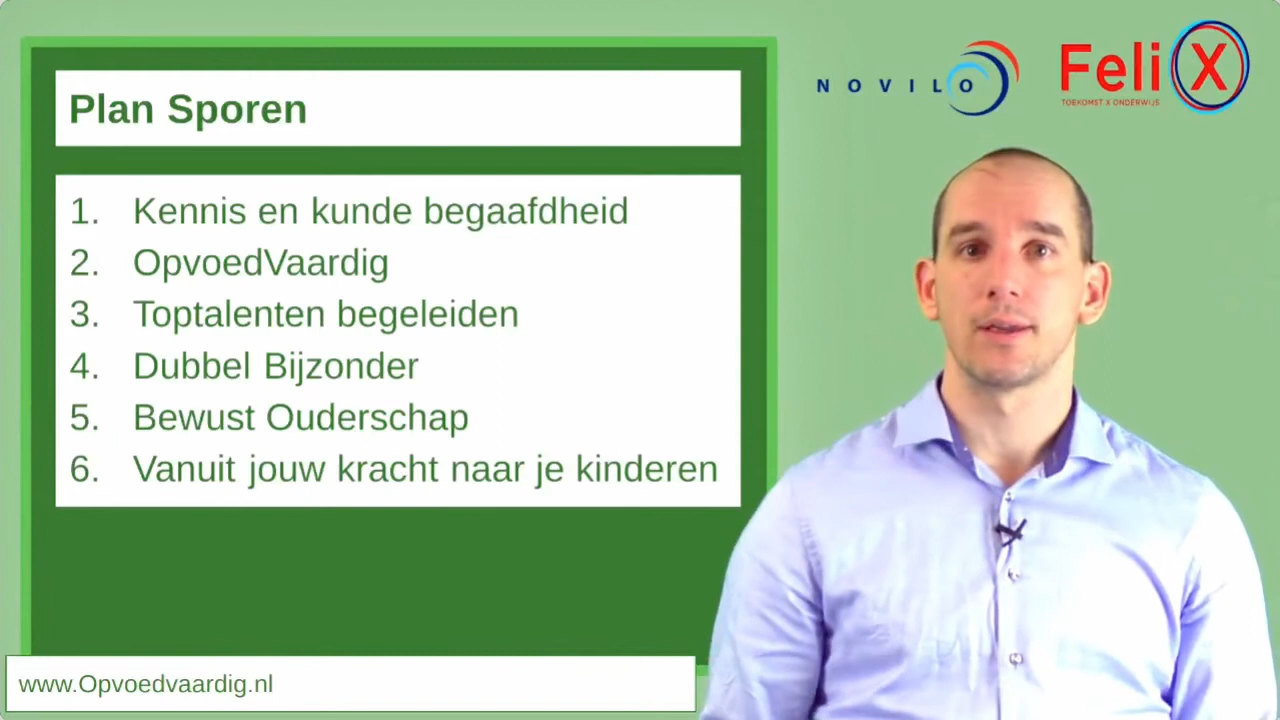 NOVILO
FeliX
TOEKOMST X ONDERWIJS
Plan Sporen
1. Kennis en kunde begaafdheid
2. OpvoedVaardig
3. Toptalenten begeleiden
4. Dubbel Bijzonder
5. Bewust Ouderschap
6. Vanuit jouw kracht naar je kinderen
www.Opvoedvaardig.nl